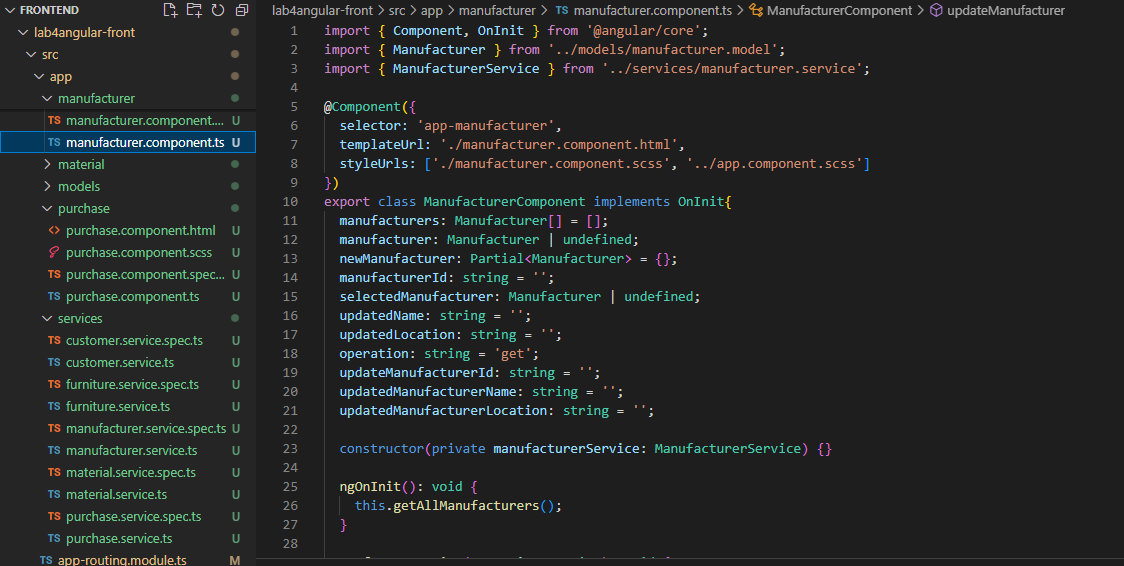 FRONTEND
lab4angular-front
src
app
manufacturer
TS manufacturer.component.... U
TS manufacturer.component.ts U
material
models
purchase
<> purchase.component.html U
purchase.component.scss U
TS purchase.component.spec... U
TS purchase.component.ts U
services
TS customer.service.spec.ts U
TS customer.service.ts U
TS furniture.service.spec.ts U
TS furniture.service.ts U
TS manufacturer.service.spec.ts U
TS manufacturer.service.ts U
TS material.service.spec.ts U
TS material.service.ts U
TS purchase.service.spec.ts U
TS purchase.service.ts U
TS app-routing.module.ts M
lab4angular-front > src > app > manufacturer > TS manufacturer.component.ts > ManufacturerComponent > updateManufacturer
1 import { Component, OnInit } from '@angular/core';
2 import { Manufacturer } from '../models/manufacturer.model';
3 import { ManufacturerService } from '../services/manufacturer.service';
4
5 @Component({
6 selector: 'app-manufacturer',
7 templateUrl: './manufacturer.component.html',
8 styleUrls: ['./manufacturer.component.scss', '../app.component.scss']
9 })
10 export class ManufacturerComponent implements OnInit{
11 manufacturers: Manufacturer[] = [];
12 manufacturer: Manufacturer | undefined;
13 newManufacturer: Partial<Manufacturer> = {};
14 manufacturerId: string = '';
15 selectedManufacturer: Manufacturer | undefined;
16 updatedName: string = '';
17 updatedLocation: string = '';
18 operation: string = 'get';
19 updateManufacturerId: string = '';
20 updatedManufacturerName: string = '';
21 updatedManufacturerLocation: string = '';
22
23 constructor(private manufacturerService: ManufacturerService) {}
24
25 ngOnInit(): void {
26 this.getAllManufacturers();
27 }
28